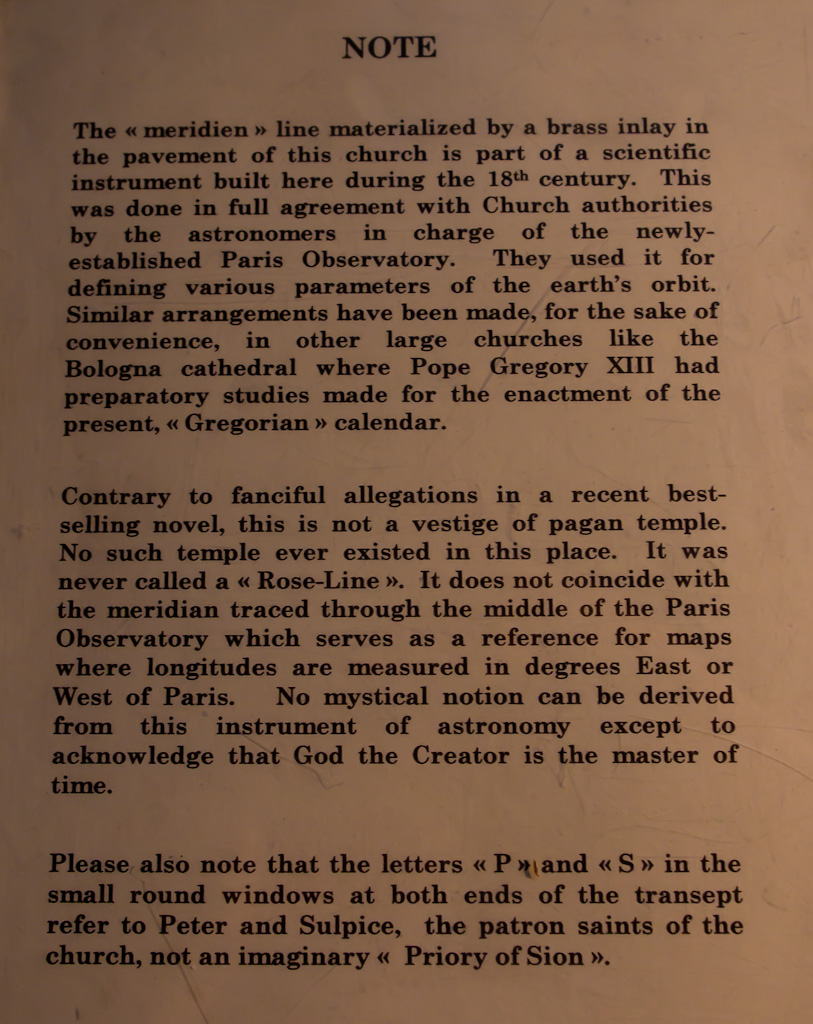 NOTE
The « meridien » line materialized by a brass inlay in
the pavement of this church is part of a scientific
instrument built here during the 18th century. This
was done in full agreement with Church authorities
by the astronomers in charge of the newly-
established Paris Observatory. They used it for
defining various parameters of the earth's orbit.
Similar arrangements have been made, for the sake of
convenience, in other large churches like the
Bologna cathedral where Pope Gregory XIII had
preparatory studies made for the enactment of the
present, « Gregorian » calendar.
Contrary to fanciful allegations in a recent best-
selling novel, this is not a vestige of pagan temple.
No such temple ever existed in this place. It was
never called a « Rose-Line ». It does not coincide with
the meridian traced through the middle of the Paris
Observatory which serves as a reference for maps
where longitudes are measured in degrees East or
West of Paris. No mystical notion can be derived
from this instrument of astronomy except to
acknowledge that God the Creator is the master of
time.
Please also note that the letters « P » and « S » in the
small round windows at both ends of the transept
refer to Peter and Sulpice, the patron saints of the
church, not an imaginary « Priory of Sion ».